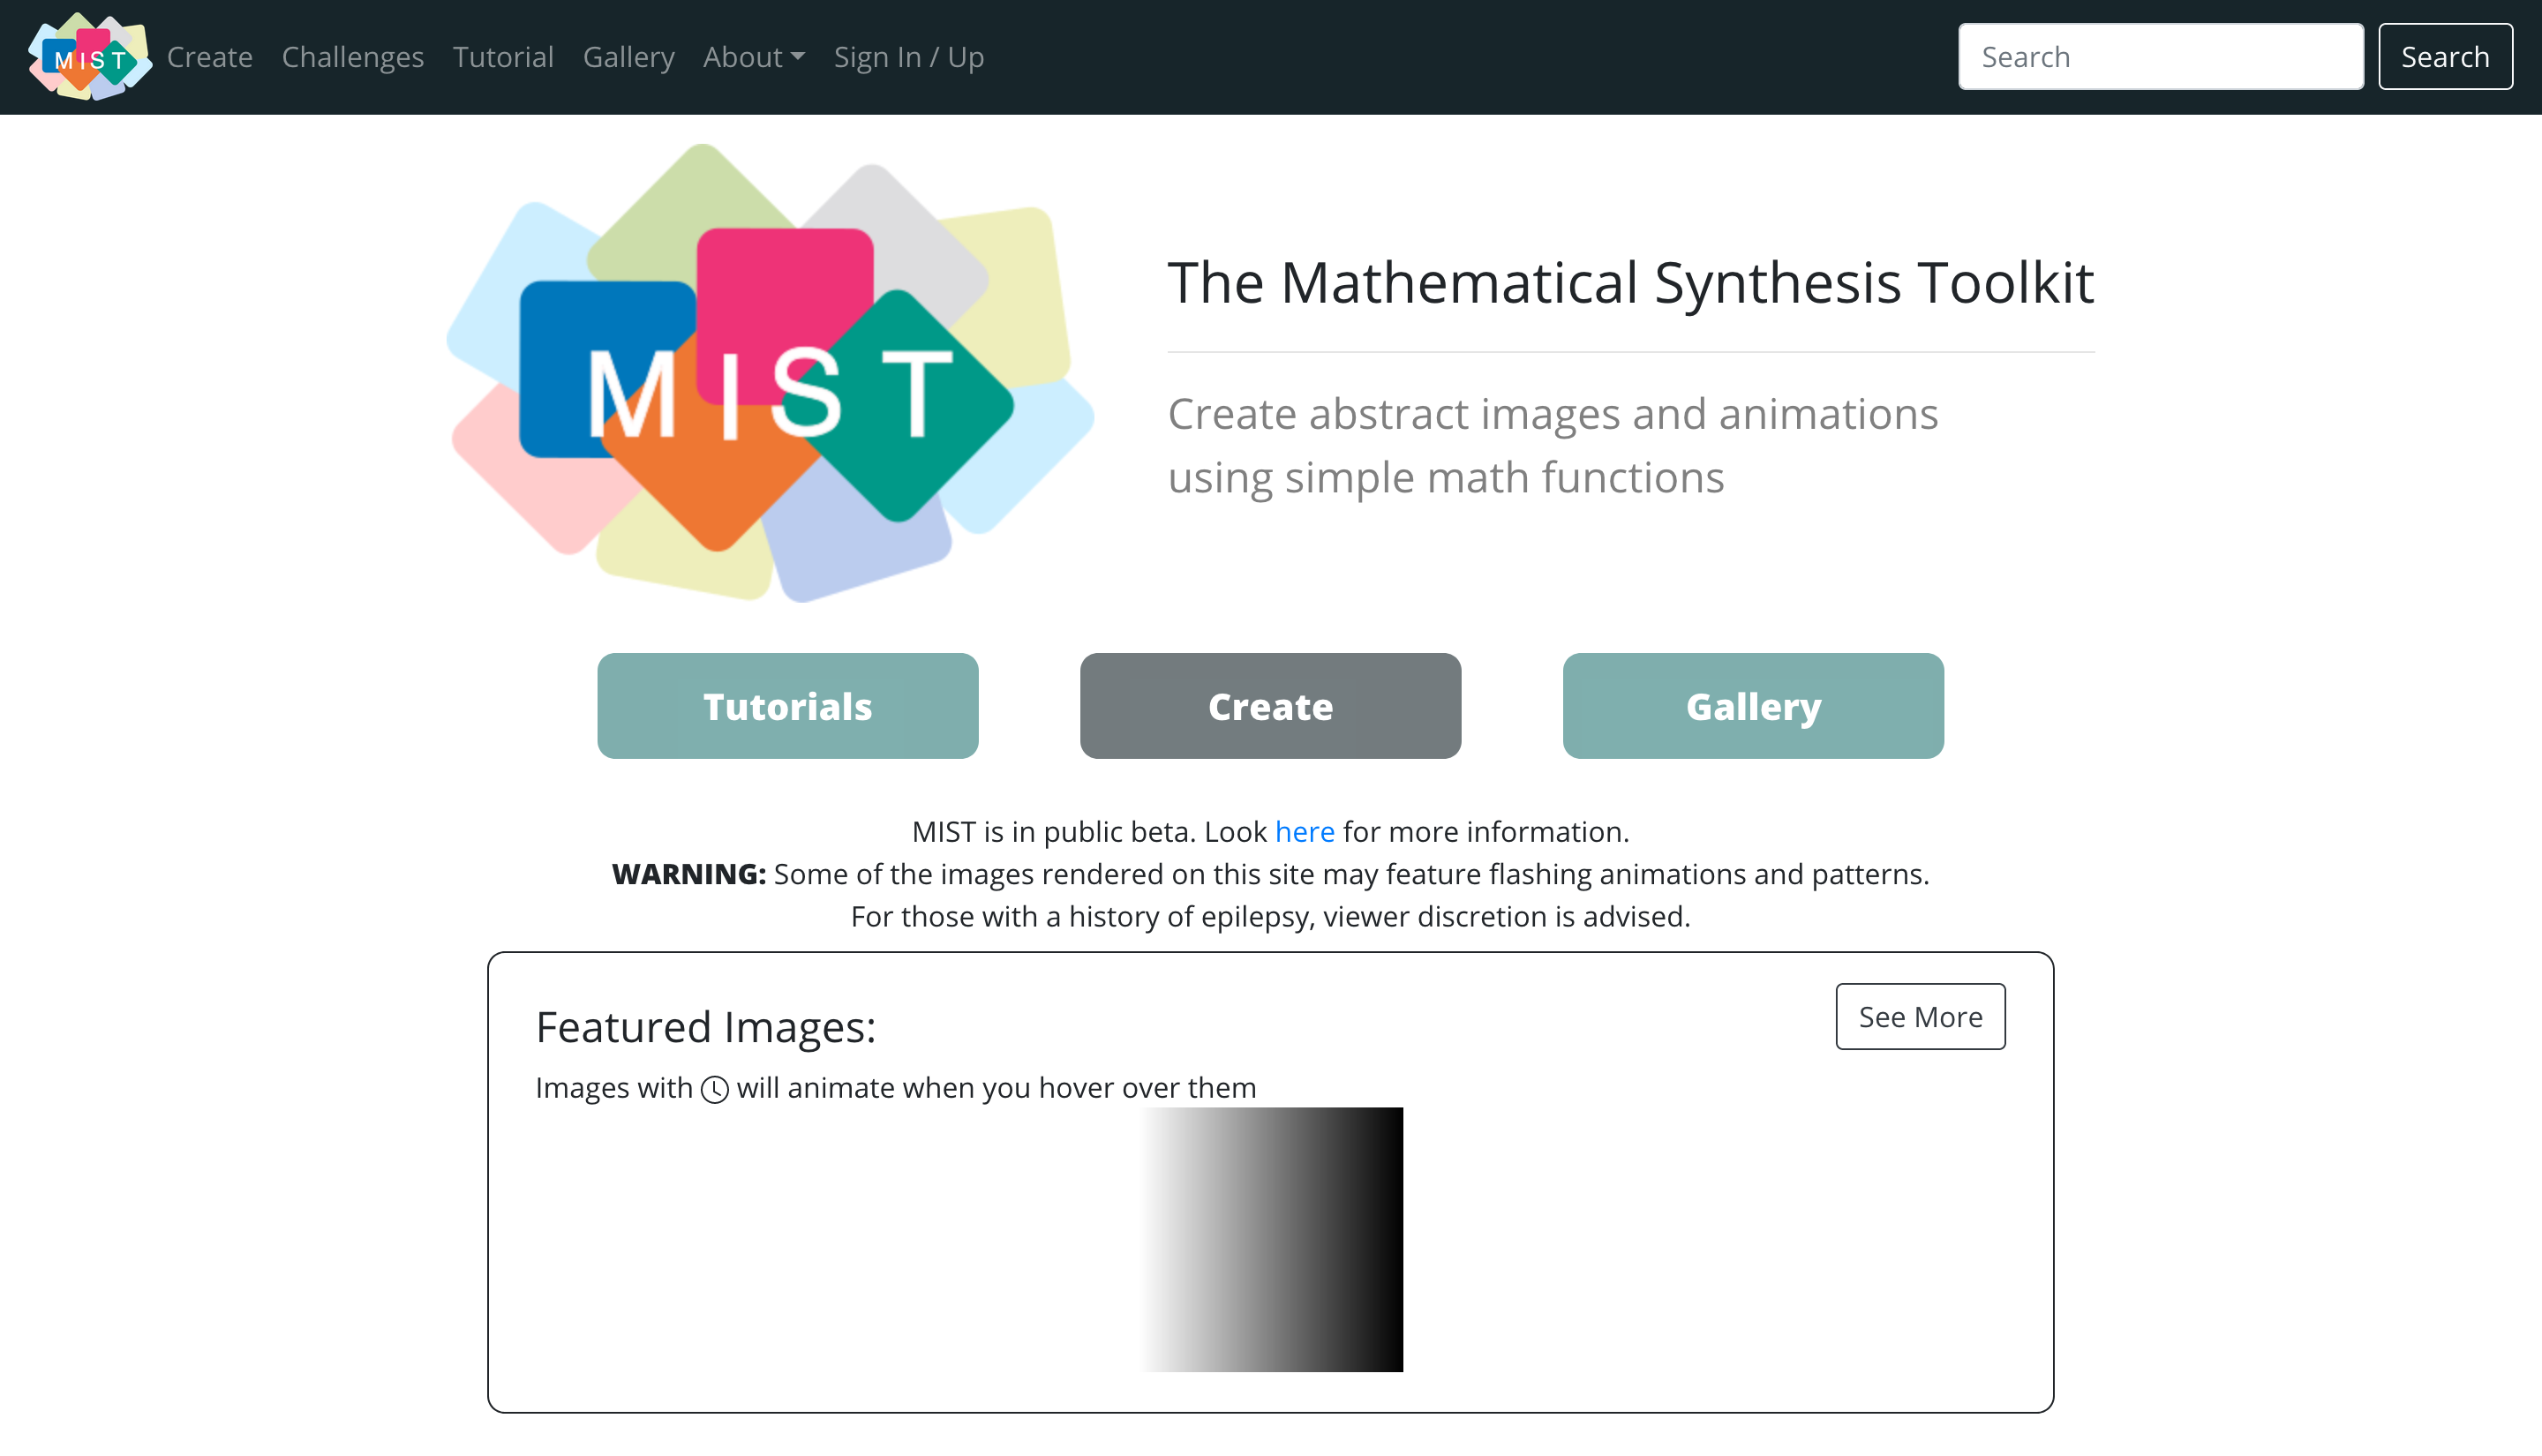 MIST Create Challenges Tutorial Gallery About Sign In / Up Search Search
MIST
The Mathematical Synthesis Toolkit
Create abstract images and animations
using simple math functions
Tutorials Create Gallery
MIST is in public beta. Look here for more information.
WARNING: Some of the images rendered on this site may feature flashing animations and patterns.
For those with a history of epilepsy, viewer discretion is advised.
See More
Featured Images:
Images with will animate when you hover over them